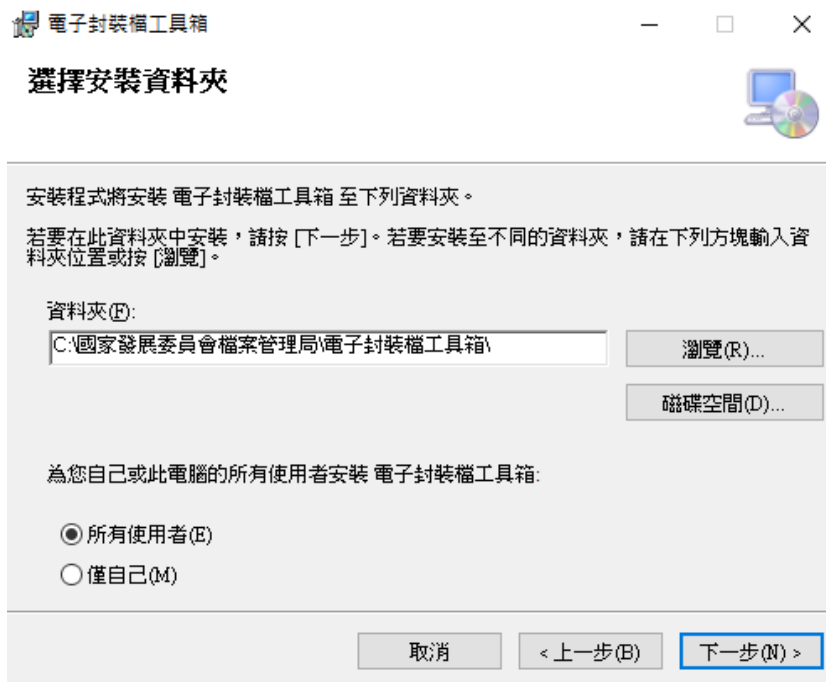 電子封裝檔工具箱
選擇安裝資料夾
安裝程式將安裝 電子封裝檔工具箱 至下列資料夾。
若要在此資料夾中安裝，請按 [下一步]。若要安裝至不同的資料夾，請在下列方塊輸入資
料夾位置或按 [瀏覽]。
資料夾(F):
C:\國家發展委員會檔案管理局\電子封裝檔工具箱\
瀏覽(R)...
磁碟空間(D)...
為您自己或此電腦的所有使用者安裝 電子封裝檔工具箱:
所有使用者(E)
僅自己(M)
取消
< 上一步(B)
下一步(N) >